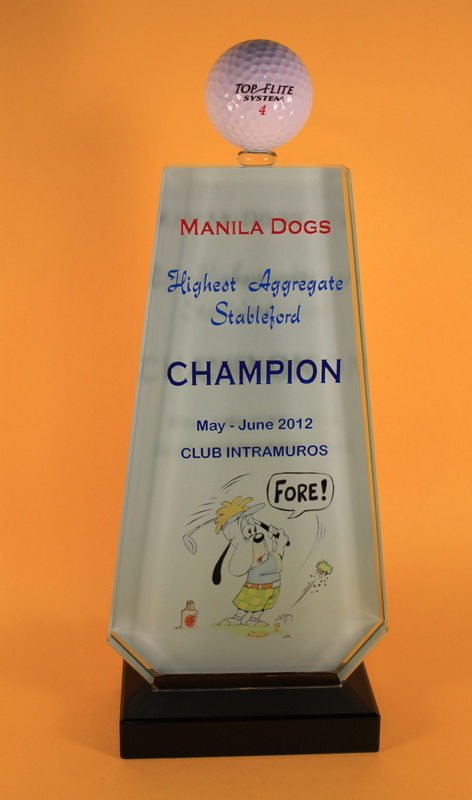 TOP FLITE
SYSTEM
4
MANILA DOGS
Highest Aggregate
Stableford
CHAMPION
May - June 2012
CLUB INTRAMUROS
FORE!